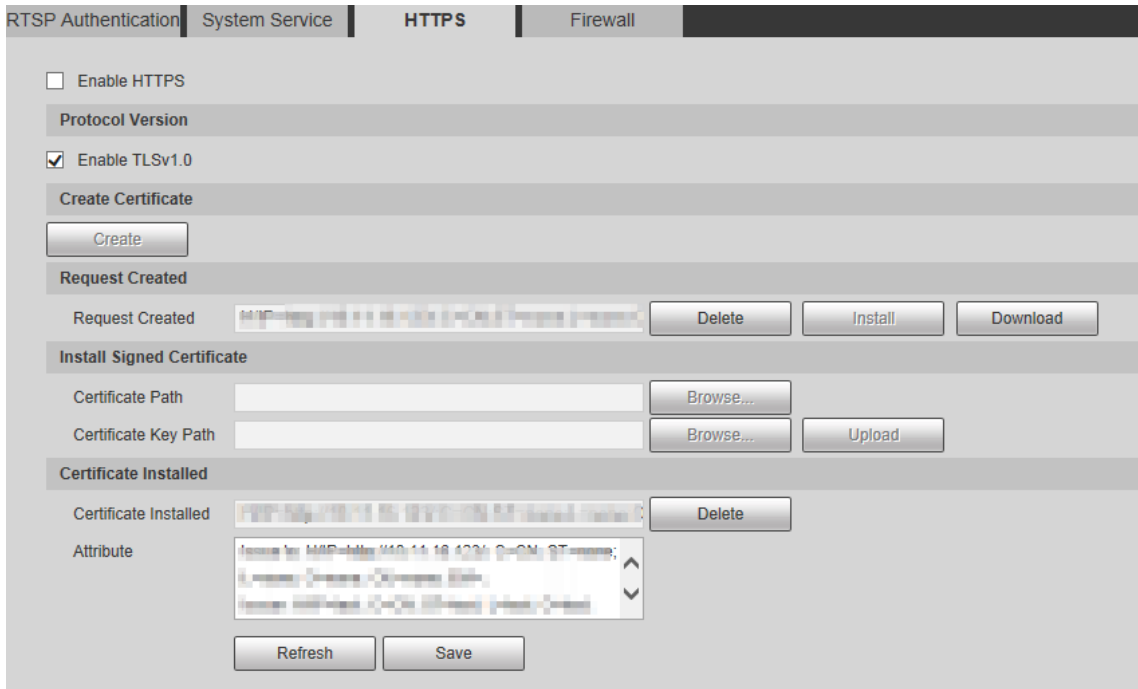 RTSP Authentication System Service HTTPS Firewall
Enable HTTPS
Protocol Version
Enable TLSv1.0
Create Certificate
Create
Request Created
Request Created Delete Install Download
Install Signed Certificate
Certificate Path Browse...
Certificate Key Path Browse... Upload
Certificate Installed
Certificate Installed Delete
Attribute
Refresh Save